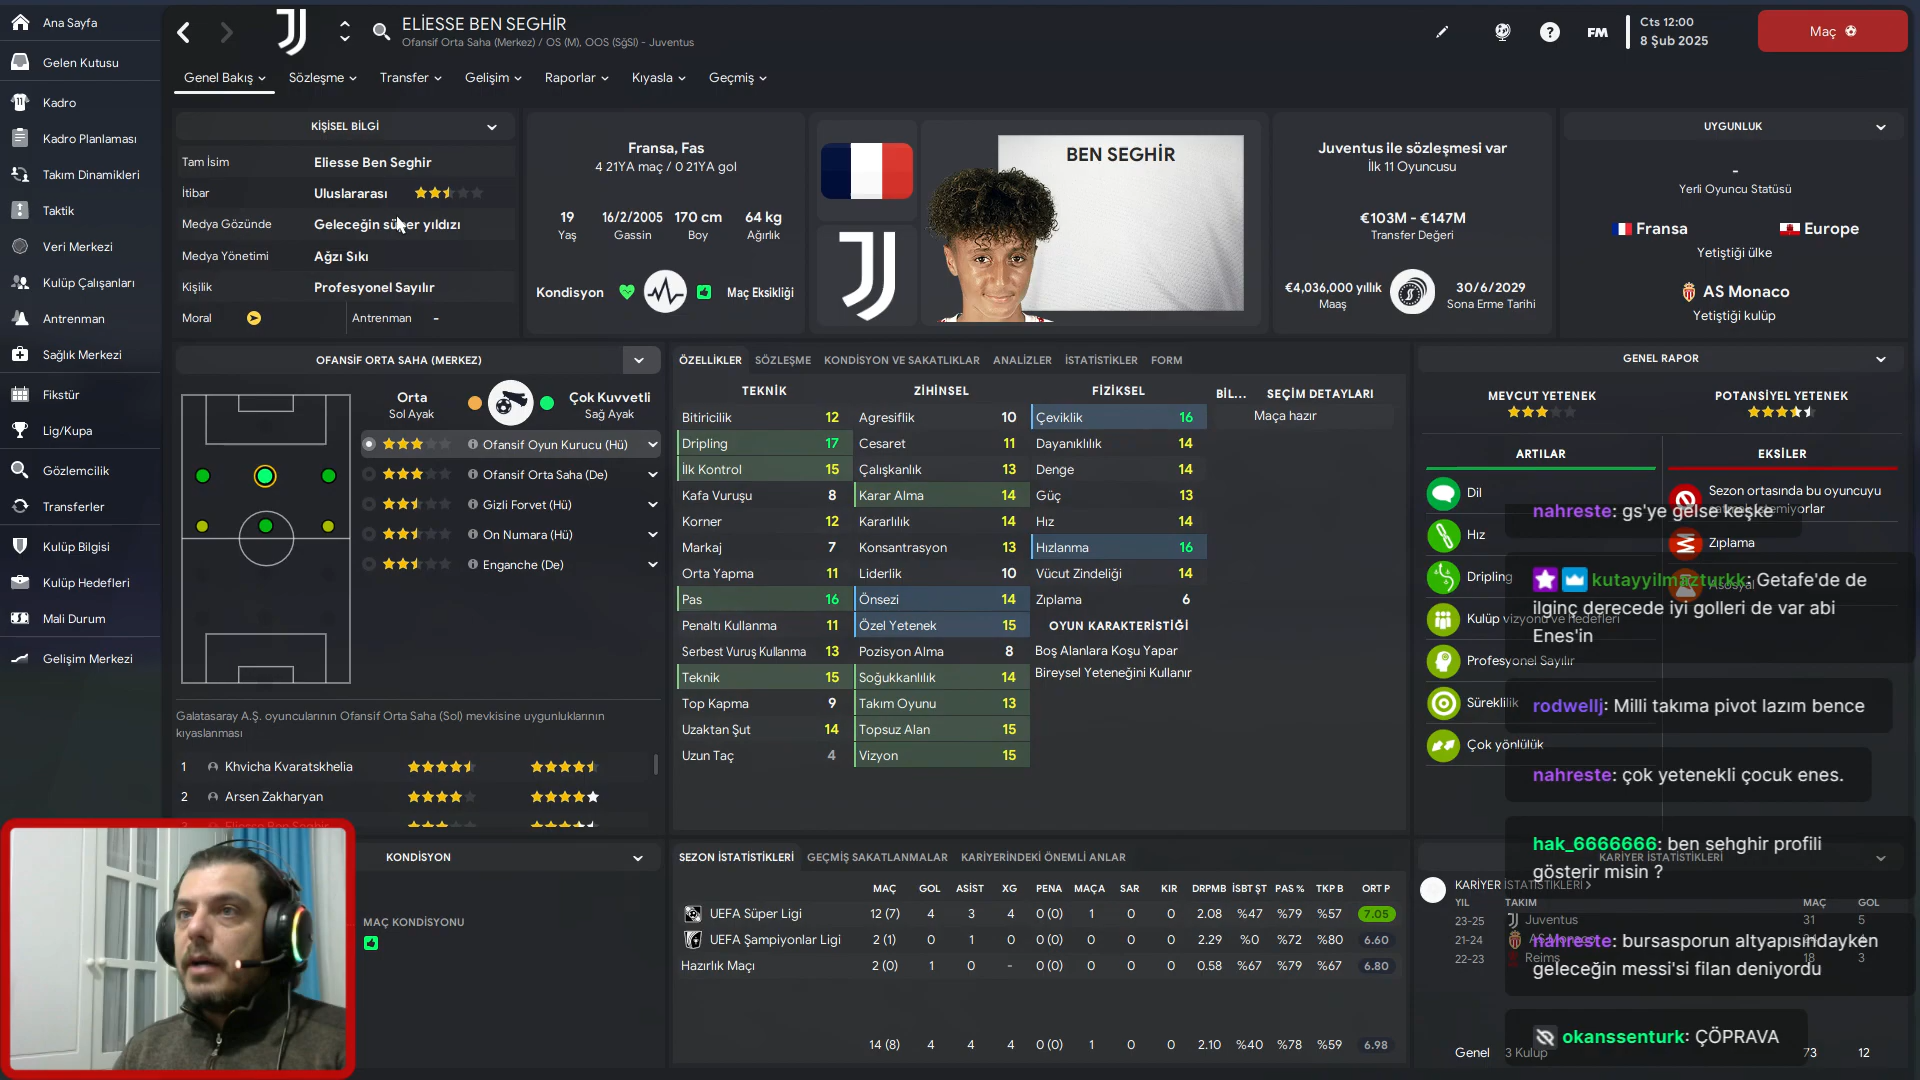 Ana Sayfa
Gelen Kutusu
Kadro
Kadro Planlaması
Takım Dinamikleri
Taktik
Veri Merkezi
Kulüp Çalışanları
Antrenman
Sağlık Merkezi
Fikstür
Lig/Kupa
Gözlemcilik
Transferler
Kulüp Bilgisi
Kulüp Hedefleri
Mali Durum
Gelişim Merkezi
ELİESSE BEN SEGHİR
Ofansif Orta Saha (Merkez) / OS (M), OOS (SğSl) - Juventus
FM
Cts 12:00
8 Şub 2025
Maç
Genel Bakış
Sözleşme
Transfer
Gelişim
Raporlar
Kıyasla
Geçmiş
KİŞİSEL BİLGİ
Tam İsim Eliesse Ben Seghir
İtibar Uluslararası
Medya Gözünde Geleceğin süper yıldızı
Medya Yönetimi Ağzı Sıkı
Kişilik Profesyonel Sayılır
Moral
Antrenman -
Fransa, Fas
4 21YA maç / 0 21YA gol
19 16/2/2005 170 cm 64 kg
Yaş Gassin Boy Ağırlık
Kondisyon Maç Eksikliği
BEN SEGHİR
Juventus ile sözleşmesi var
İlk 11 Oyuncusu
€103M - €147M
Transfer Değeri
€4,036,000 yıllık
Maaş
30/6/2029
Sona Erme Tarihi
UYGUNLUK
-
Yerli Oyuncu Statüsü
Fransa Europe
Yetiştiği ülke
AS Monaco
Yetiştiği kulüp
OFANSİF ORTA SAHA (MERKEZ)
Orta
Sol Ayak
Çok Kuvvetli
Sağ Ayak
Ofansif Oyun Kurucu (Hü)
Ofansif Orta Saha (De)
Gizli Forvet (Hü)
On Numara (Hü)
Enganche (De)
Galatasaray A.Ş. oyuncularının Ofansif Orta Saha (Sol) mevkisine uygunluklarının
kıyaslanması
1 Khvicha Kvaratskhelia
2 Arsen Zakharyan
ÖZELLİKLER SÖZLEŞME KONDİSYON VE SAKATLIKLAR ANALİZLER İSTATİSTİKLER FORM
TEKNİK
Bitiricilik 12
Dripling 17
İlk Kontrol 15
Kafa Vuruşu 8
Korner 12
Markaj 7
Orta Yapma 11
Pas 16
Penaltı Kullanma 11
Serbest Vuruş Kullanma 13
Teknik 15
Top Kapma 9
Uzaktan Şut 14
Uzun Taç 4
ZİHİNSEL
Agresiflik 10
Cesaret 11
Çalışkanlık 13
Karar Alma 14
Kararlılık 14
Konsantrasyon 13
Liderlik 10
Önsezi 14
Özel Yetenek 15
Pozisyon Alma 8
Soğukkanlılık 14
Takım Oyunu 13
Topsuz Alan 15
Vizyon 15
FİZİKSEL
Çeviklik 16
Dayanıklılık 14
Denge 14
Güç 13
Hız 14
Hızlanma 16
Vücut Zindeliği 14
Zıplama 6
OYUN KARAKTERİSTİĞİ
Boş Alanlara Koşu Yapar
Bireysel Yeteneğini Kullanır
BİL... SEÇİM DETAYLARI
Maça hazır
GENEL RAPOR
MEVCUT YETENEK
POTANSİYEL YETENEK
ARTILAR
Dil
Hız
Dripling
Kulüp vizyonu ve hedefleri
Profesyonel Sayılır
Süreklilik
Çok yönlülük
EKSİLER
Sezon ortasında bu oyuncuyu
Zıplama
nahreste: gs'ye gelse keşke
kutayyilmazturkk: Getafe'de de
ilginç derecede iyi golleri de var abi
Enes'in
rodwellj: Milli takıma pivot lazım bence
nahreste: çok yetenekli çocuk enes.
hak_6666666: ben sehghir profili
gösterir misin ?
nahreste: bursasporun altyapısındayken
geleceğin messi'si filan deniyordu
okanssenturk: ÇÖPRAVA
KONDİSYON
MAÇ KONDİSYONU
SEZON İSTATİSTİKLERİ GEÇMİŞ SAKATLANMALAR KARİYERİNDEKİ ÖNEMLİ ANLAR
MAÇ GOL ASİST XG PENA MAÇA SAR KIR DRPMB İSBT ŞT PAS % TKP B ORT P
UEFA Süper Ligi 12 (7) 4 3 4 0 (0) 1 0 0 2.08 %47 %79 %57 7.05
UEFA Şampiyonlar Ligi 2 (1) 0 1 0 0 (0) 0 0 0 2.29 %0 %72 %80 6.60
Hazırlık Maçı 2 (0) 1 0 - 0 (0) 0 0 0 0.58 %67 %79 %67 6.80
14 (8) 4 4 4 0 (0) 1 0 0 2.10 %40 %78 %59 6.98
KARİYER İSTATİSTİKLERİ
KARİYER İSTATİSTİKLERİ >
YIL TAKIM MAÇ GOL
23-25 Juventus 31 5
21-24
22-23 Reims 18 3
Genel 3 Kulüp 73 12